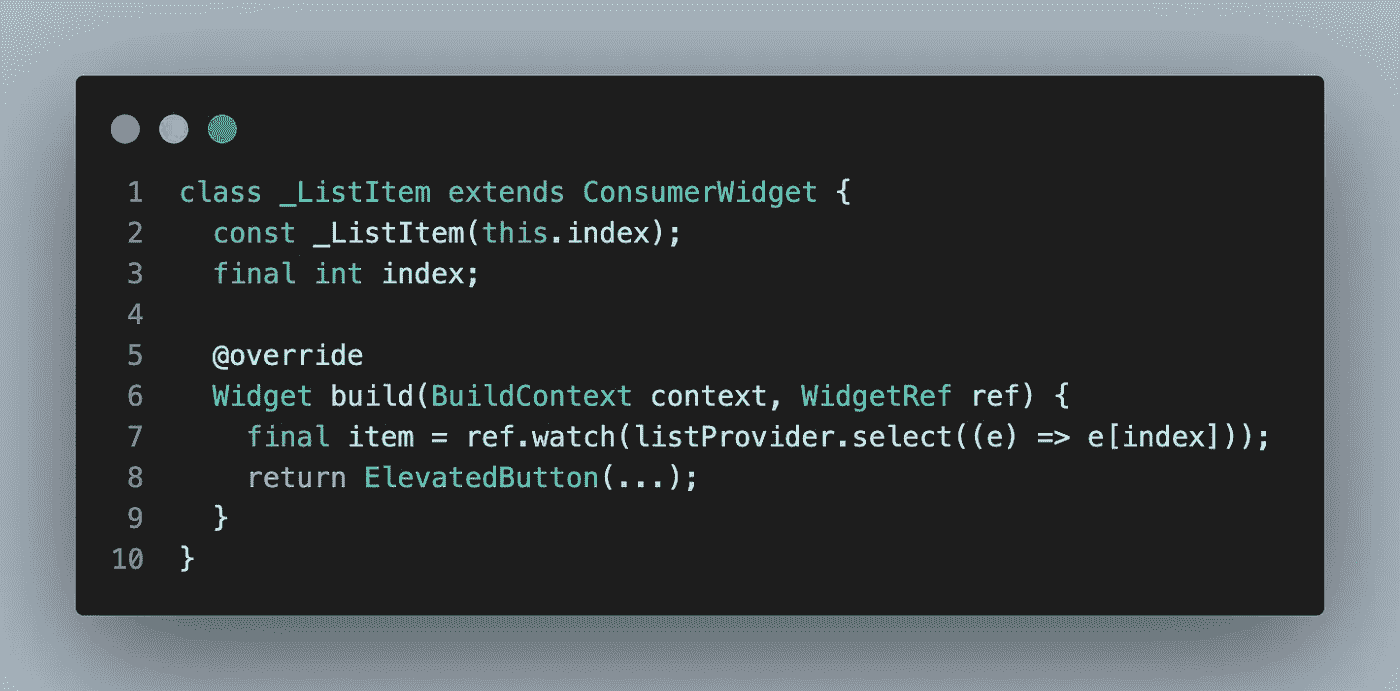 1 class _ListItem extends ConsumerWidget {
2   const _ListItem(this.index);
3   final int index;
4
5   @override
6   Widget build(BuildContext context, WidgetRef ref) {
7     final item = ref.watch(listProvider.select((e) => e[index]));
8     return ElevatedButton(...);
9   }
10 }